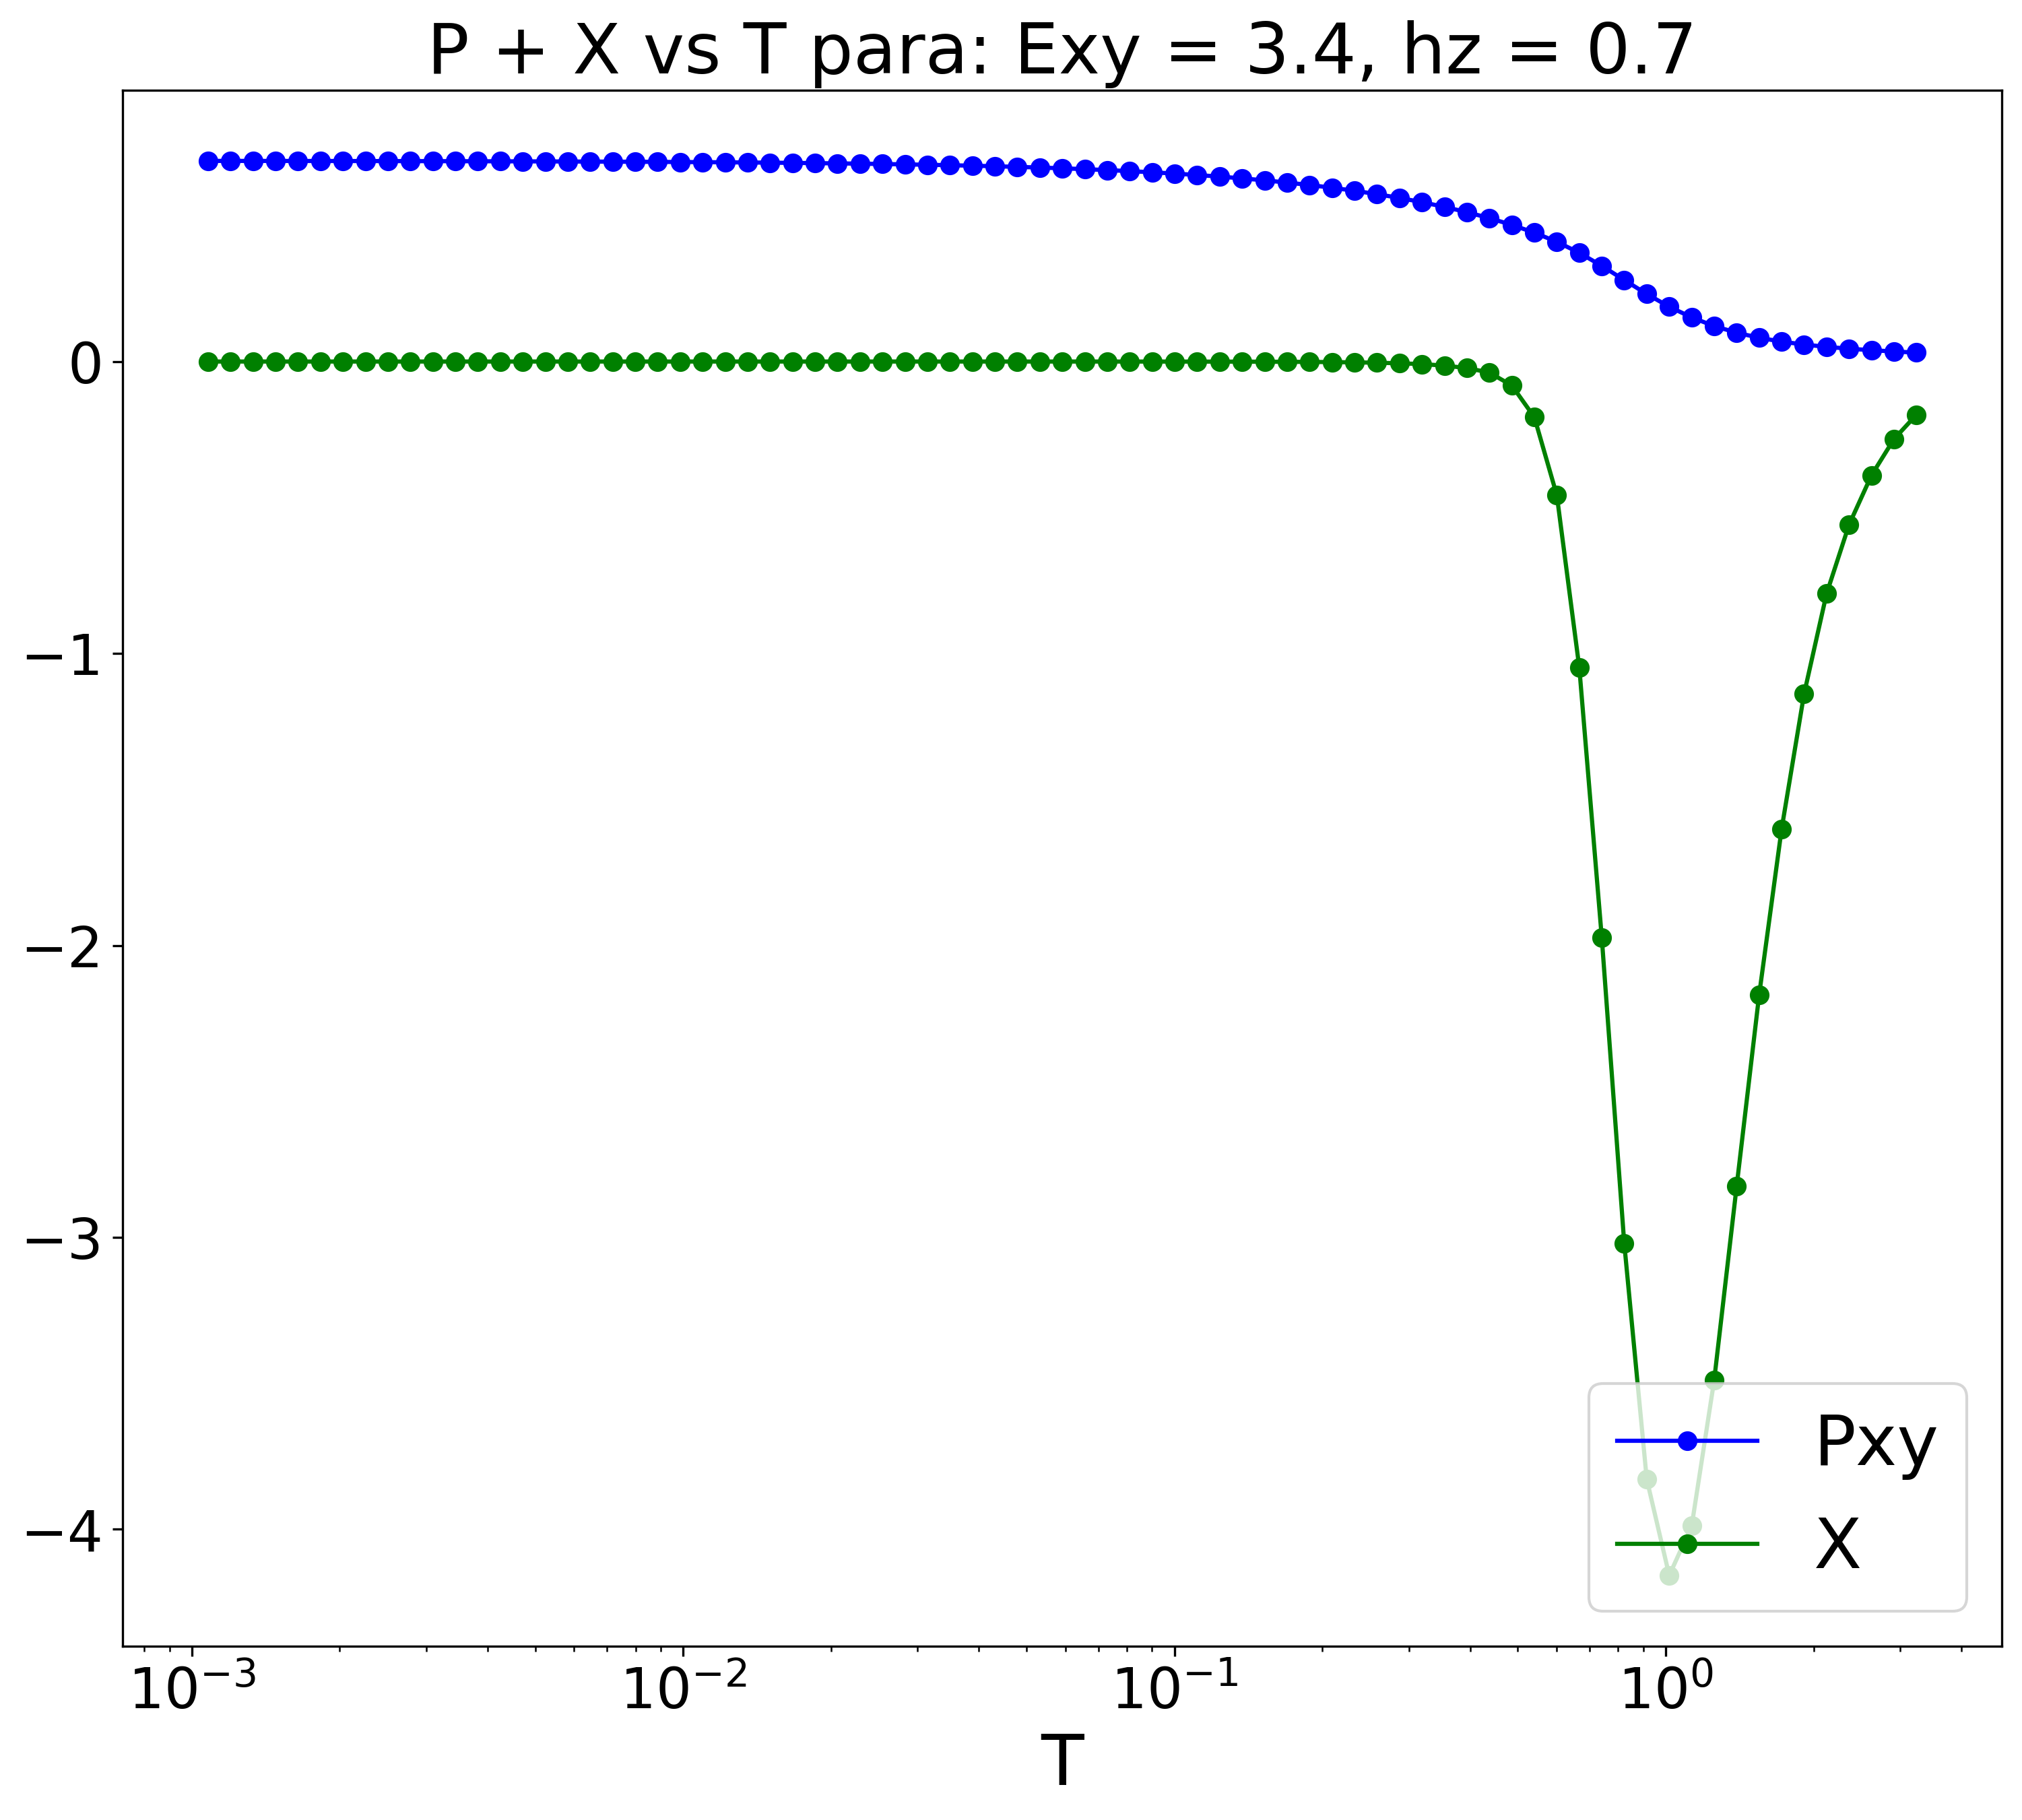 P + X vs T para: Exy = 3.4, hz = 0.7
0
−1
−2
−3
−4
Pxy
X
10⁻³ 10⁻² 10⁻¹ 10⁰
T